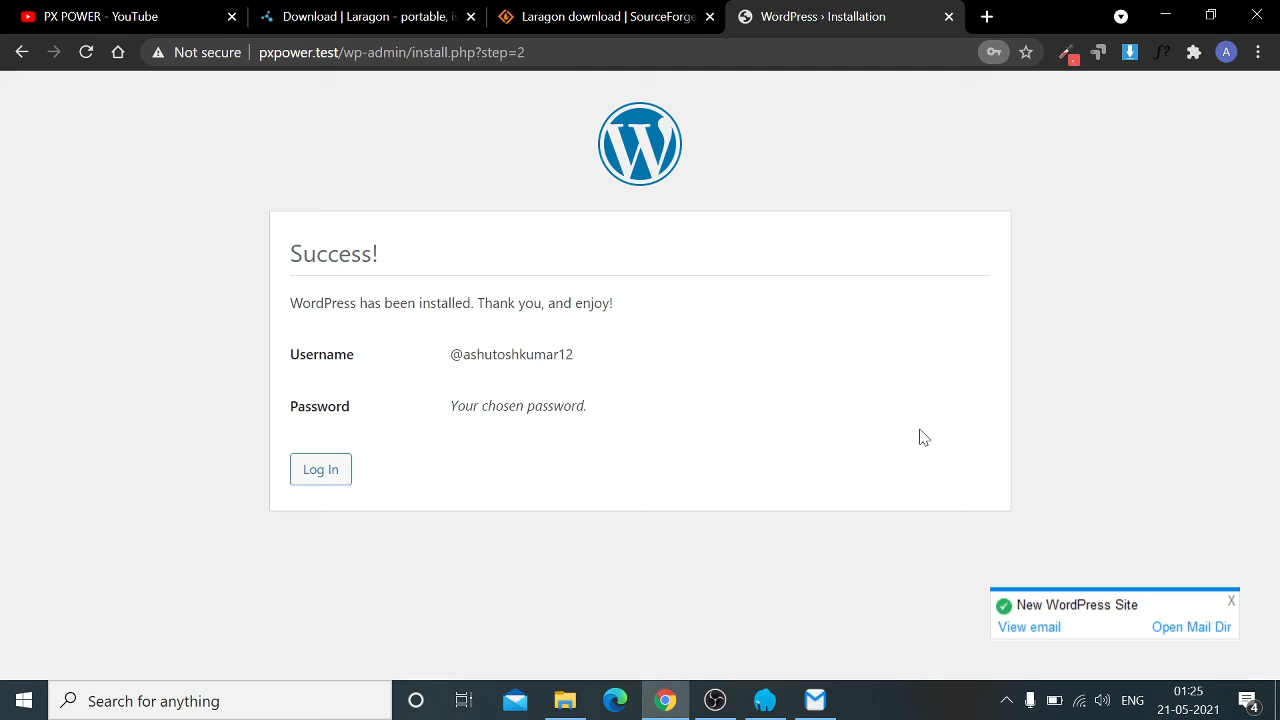 PX POWER - YouTube
Download | Laragon - portable, is
Laragon download | SourceForge
WordPress › Installation
Not secure
pxpower.test/wp-admin/install.php?step=2
f?
A
W
Success!
WordPress has been installed. Thank you, and enjoy!
Username @ashutoshkumar12
Password Your chosen password.
Log In
New WordPress Site X
View email Open Mail Dir
Search for anything
ENG
01:25
21-05-2021
4